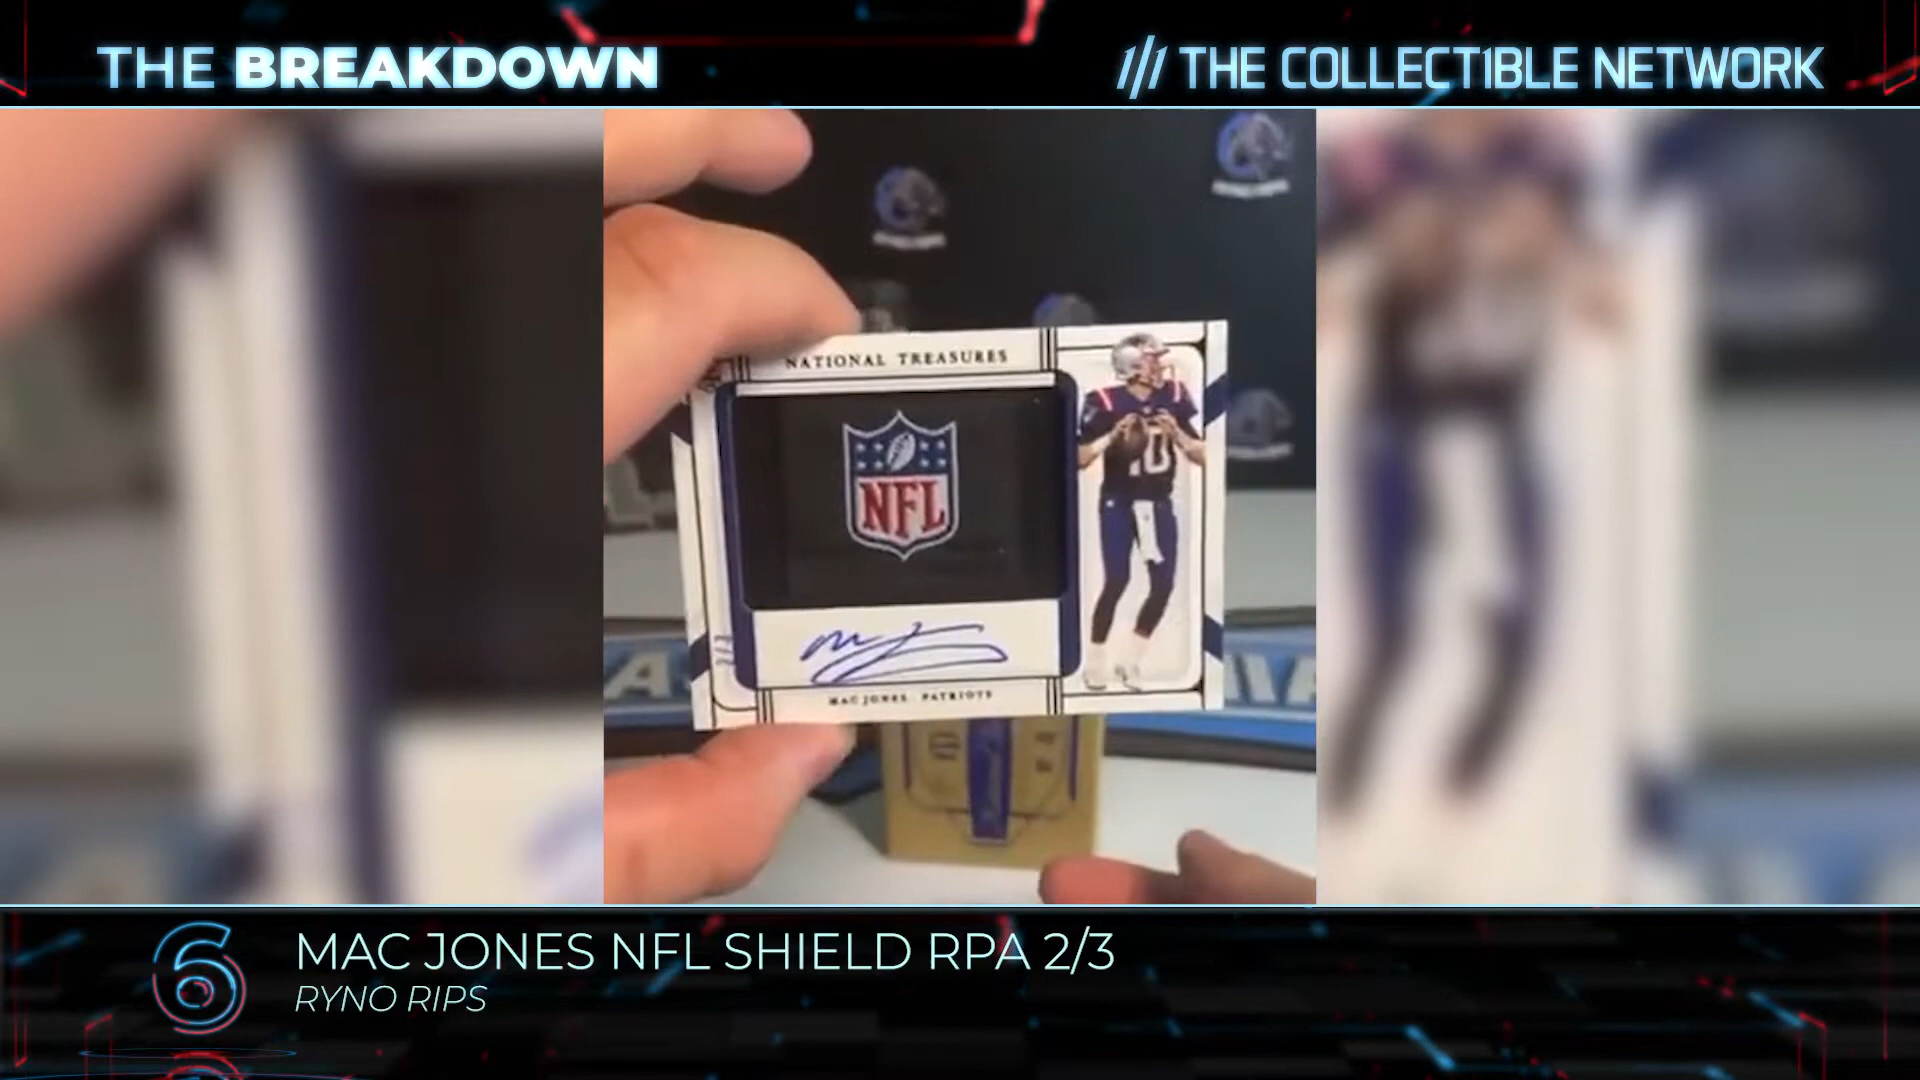 THE BREAKDOWN
THE COLLECT1BLE NETWORK
NATIONAL TREASURES
10
NFL
MAC JONES PATRIOTS
6
MAC JONES NFL SHIELD RPA 2/3
RYNO RIPS